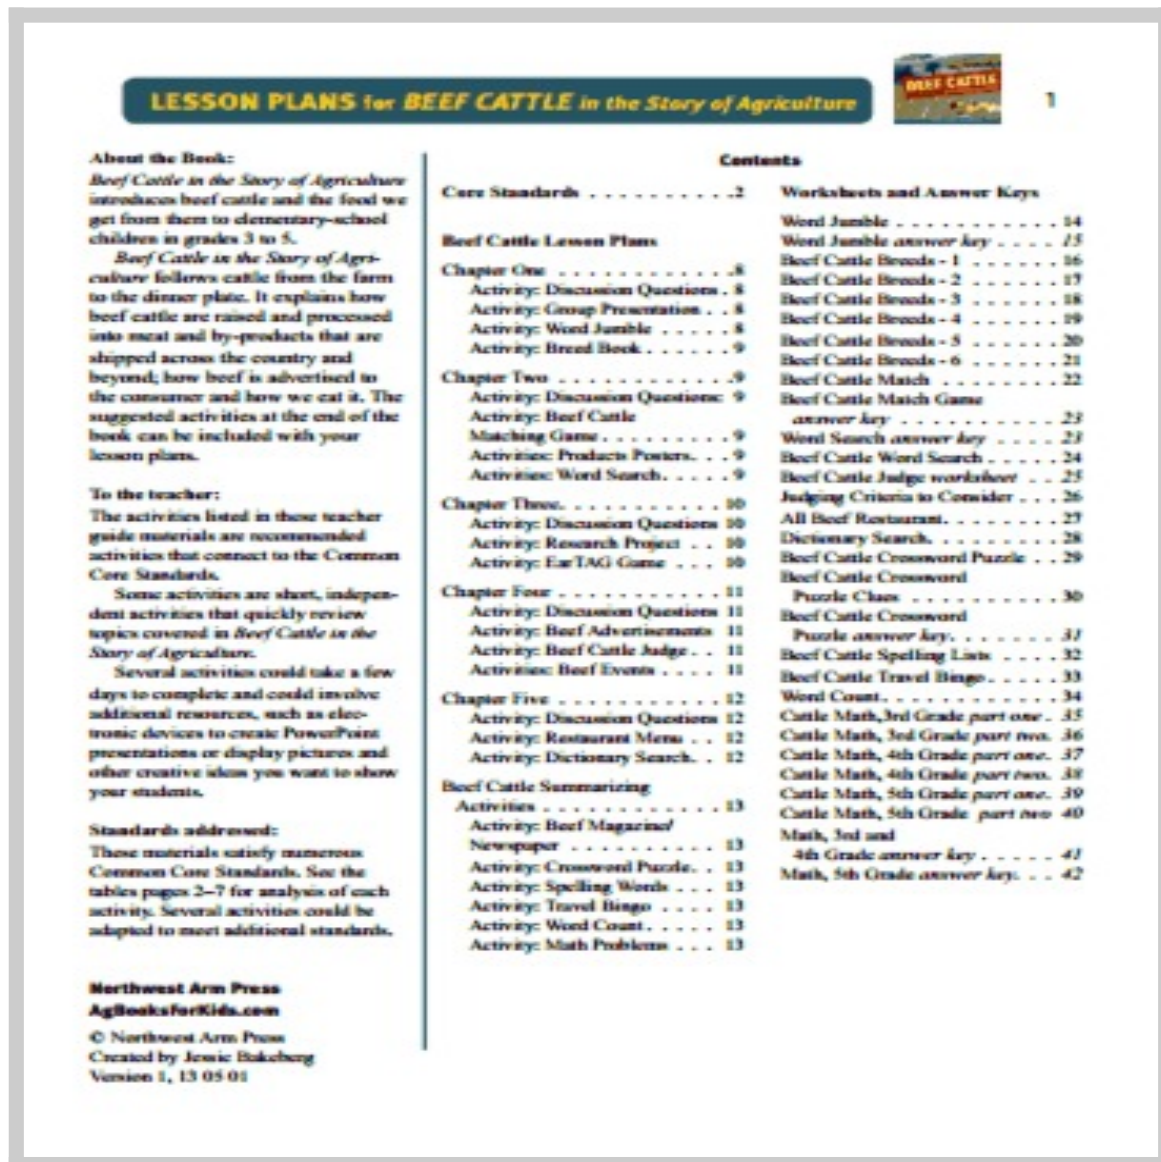 LESSON PLANS for BEEF CATTLE in the Story of Agriculture
BEEF CATTLE
1
About the Book:
Beef Cattle in the Story of Agriculture
introduces beef cattle and the food we
get from them to elementary-school
children in grades 3 to 5.
Beef Cattle in the Story of Agri-
culture follows cattle from the farm
to the dinner plate. It explains how
beef cattle are raised and processed
into meat and by-products that are
shipped across the country and
beyond; how beef is advertised to
the consumer and how we eat it. The
suggested activities at the end of the
book can be included with your
lesson plans.
To the teacher:
The activities listed in these teacher
guide materials are recommended
activities that connect to the Common
Core Standards.
Some activities are short, indepen-
dent activities that quickly review
topics covered in Beef Cattle in the
Story of Agriculture.
Several activities could take a few
days to complete and could involve
additional resources, such as elec-
tronic devices to create PowerPoint
presentations or display pictures and
other creative ideas you want to show
your students.
Standards addressed:
These materials satisfy numerous
Common Core Standards. See the
tables pages 2–7 for analysis of each
activity. Several activities could be
adapted to meet additional standards.
Northwest Arm Press
AgBooksForKids.com
© Northwest Arm Press
Created by Jessie Bakeberg
Version 1, 13 05 01
Contents
Core Standards . . . . . . . . . .2
Beef Cattle Lesson Plans
Chapter One . . . . . . . . . . . .8
Activity: Discussion Questions . 8
Activity: Group Presentation . . 8
Activity: Word Jumble . . . . . 8
Activity: Breed Book . . . . . . 9
Chapter Two . . . . . . . . . . . .9
Activity: Discussion Questions: 9
Activity: Beef Cattle
Matching Game . . . . . . . . . 9
Activities: Products Posters. . . 9
Activities: Word Search. . . . . 9
Chapter Three. . . . . . . . . . . 10
Activity: Discussion Questions 10
Activity: Research Project . . 10
Activity: EarTAG Game . . . 10
Chapter Four . . . . . . . . . . . 11
Activity: Discussion Questions 11
Activity: Beef Advertisements 11
Activity: Beef Cattle Judge . . 11
Activities: Beef Events . . . . 11
Chapter Five . . . . . . . . . . . 12
Activity: Discussion Questions 12
Activity: Restaurant Menu . . 12
Activity: Dictionary Search. . 12
Beef Cattle Summarizing
Activities . . . . . . . . . . . . 13
Activity: Beef Magazine/
Newspaper . . . . . . . . . . 13
Activity: Crossword Puzzle. . 13
Activity: Spelling Words . . . 13
Activity: Travel Bingo . . . . 13
Activity: Word Count. . . . . 13
Activity: Math Problems . . . 13
Worksheets and Answer Keys
Word Jumble . . . . . . . . . . . 14
Word Jumble answer key . . . . 15
Beef Cattle Breeds - 1 . . . . . . 16
Beef Cattle Breeds - 2 . . . . . . 17
Beef Cattle Breeds - 3 . . . . . . 18
Beef Cattle Breeds - 4 . . . . . . 19
Beef Cattle Breeds - 5 . . . . . . 20
Beef Cattle Breeds - 6 . . . . . . 21
Beef Cattle Match . . . . . . . . 22
Beef Cattle Match Game
answer key . . . . . . . . . . 23
Word Search answer key . . . . 23
Beef Cattle Word Search . . . . . 24
Beef Cattle Judge worksheet . . 25
Judging Criteria to Consider . . . 26
All Beef Restaurant. . . . . . . . 27
Dictionary Search. . . . . . . . . 28
Beef Cattle Crossword Puzzle . . 29
Beef Cattle Crossword
Puzzle Clues . . . . . . . . . . 30
Beef Cattle Crossword
Puzzle answer key. . . . . . . 31
Beef Cattle Spelling Lists . . . . 32
Beef Cattle Travel Bingo. . . . . 33
Word Count. . . . . . . . . . . . 34
Cattle Math,3rd Grade part one . 35
Cattle Math, 3rd Grade part two. 36
Cattle Math, 4th Grade part one. 37
Cattle Math, 4th Grade part two. 38
Cattle Math, 5th Grade part one. 39
Cattle Math, 5th Grade part two 40
Math, 3rd and
4th Grade answer key . . . . . 41
Math, 5th Grade answer key. . . 42